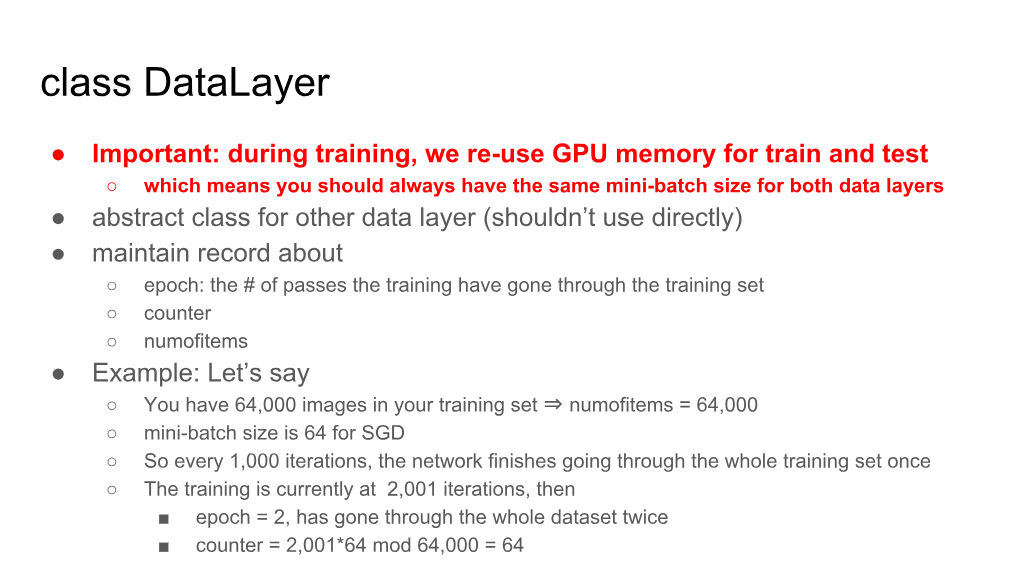 class DataLayer
● Important: during training, we re-use GPU memory for train and test
○ which means you should always have the same mini-batch size for both data layers
● abstract class for other data layer (shouldn’t use directly)
● maintain record about
○ epoch: the # of passes the training have gone through the training set
○ counter
○ numofitems
● Example: Let’s say
○ You have 64,000 images in your training set ⇒ numofitems = 64,000
○ mini-batch size is 64 for SGD
○ So every 1,000 iterations, the network finishes going through the whole training set once
○ The training is currently at  2,001 iterations, then
■ epoch = 2, has gone through the whole dataset twice
■ counter = 2,001*64 mod 64,000 = 64